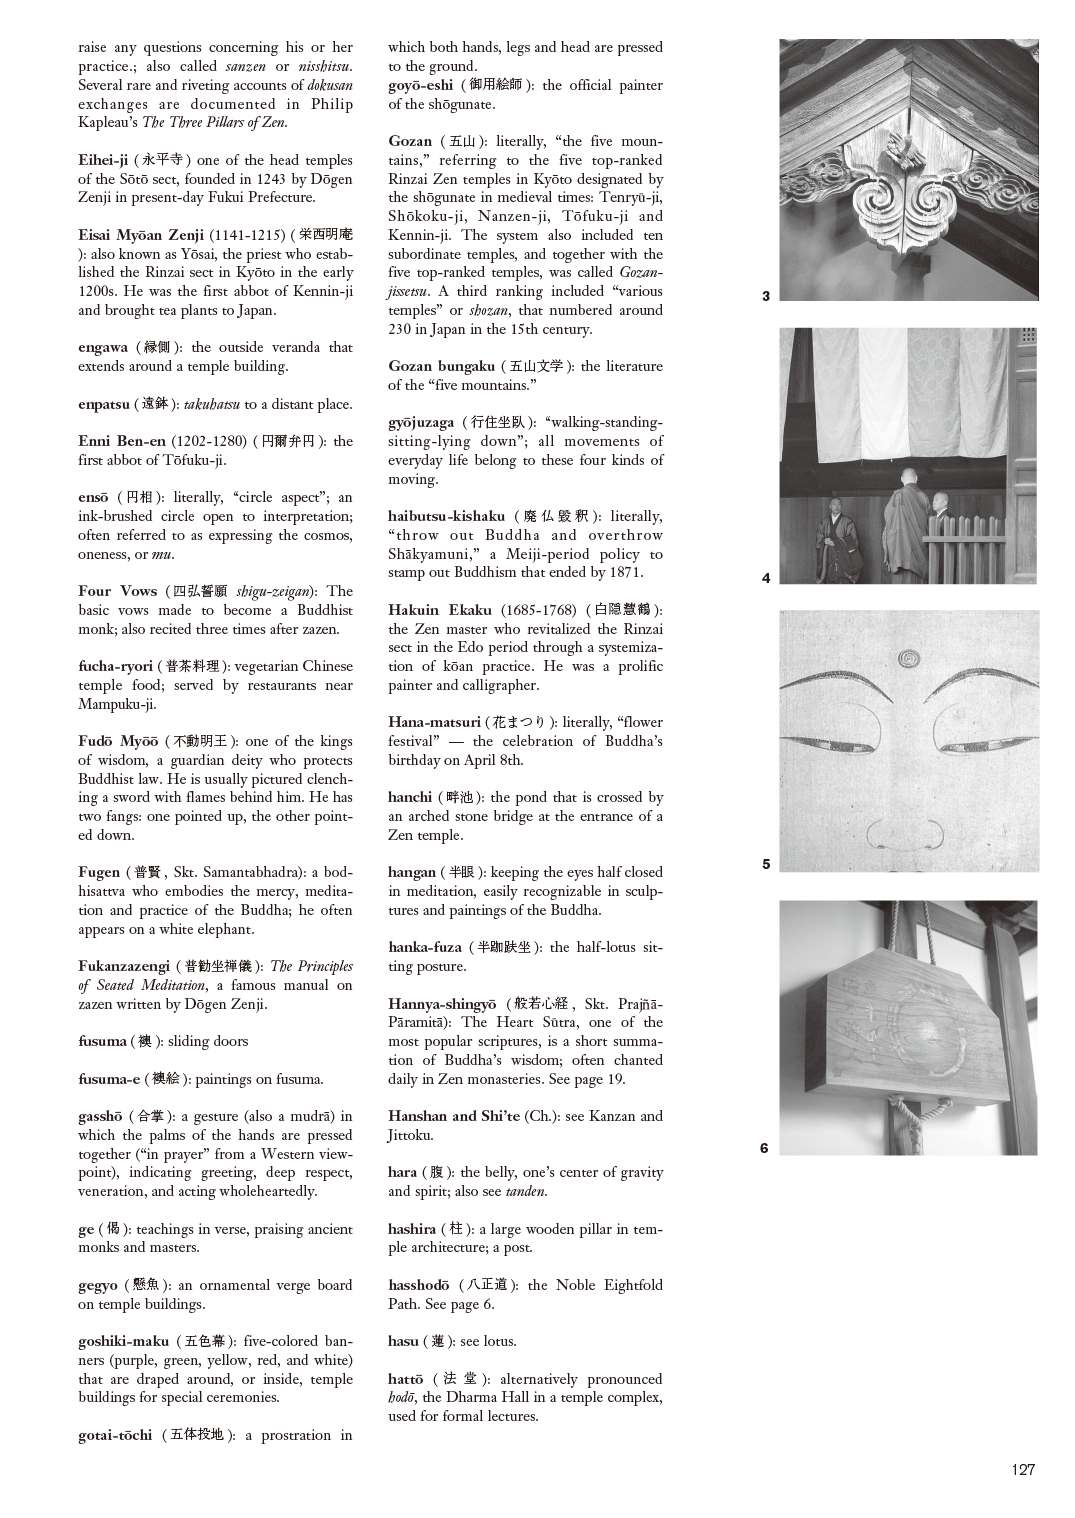 raise any questions concerning his or her
practice.; also called sanzen or nisshitsu.
Several rare and riveting accounts of dokusan
exchanges are documented in Philip
Kapleau's The Three Pillars of Zen.
Eihei-ji (永平寺) one of the head temples
of the Sōtō sect, founded in 1243 by Dōgen
Zenji in present-day Fukui Prefecture.
Eisai Myōan Zenji (1141-1215) (栄西明庵
): also known as Yōsai, the priest who estab-
lished the Rinzai sect in Kyōto in the early
1200s. He was the first abbot of Kennin-ji
and brought tea plants to Japan.
engawa (縁側): the outside veranda that
extends around a temple building.
enpatsu (遠鉢): takuhatsu to a distant place.
Enni Ben-en (1202-1280) (円爾弁円): the
first abbot of Tōfuku-ji.
ensō (円相): literally, “circle aspect”; an
ink-brushed circle open to interpretation;
often referred to as expressing the cosmos,
oneness, or mu.
Four Vows (四弘誓願 shigu-zeigan): The
basic vows made to become a Buddhist
monk; also recited three times after zazen.
fucha-ryori (普茶料理): vegetarian Chinese
temple food; served by restaurants near
Mampuku-ji.
Fudō Myōō (不動明王): one of the kings
of wisdom, a guardian deity who protects
Buddhist law. He is usually pictured clench-
ing a sword with flames behind him. He has
two fangs: one pointed up, the other point-
ed down.
Fugen (普賢, Skt. Samantabhadra): a bod-
hisattva who embodies the mercy, medita-
tion and practice of the Buddha; he often
appears on a white elephant.
Fukanzazengi (普勧坐禅儀): The Principles
of Seated Meditation, a famous manual on
zazen written by Dōgen Zenji.
fusuma (襖): sliding doors
fusuma-e (襖絵): paintings on fusuma.
gasshō (合掌): a gesture (also a mudrā) in
which the palms of the hands are pressed
together (“in prayer” from a Western view-
point), indicating greeting, deep respect,
veneration, and acting wholeheartedly.
ge (偈): teachings in verse, praising ancient
monks and masters.
gegyo (懸魚): an ornamental verge board
on temple buildings.
goshiki-maku (五色幕): five-colored ban-
ners (purple, green, yellow, red, and white)
that are draped around, or inside, temple
buildings for special ceremonies.
gotai-tōchi (五体投地): a prostration in
which both hands, legs and head are pressed
to the ground.
goyō-eshi (御用絵師): the official painter
of the shōgunate.
Gozan (五山): literally, “the five moun-
tains,” referring to the five top-ranked
Rinzai Zen temples in Kyōto designated by
the shōgunate in medieval times: Tenryū-ji,
Shōkoku-ji, Nanzen-ji, Tōfuku-ji and
Kennin-ji. The system also included ten
subordinate temples, and together with the
five top-ranked temples, was called Gozan-
jissetsu. A third ranking included “various
temples” or shozan, that numbered around
230 in Japan in the 15th century.
Gozan bungaku (五山文学): the literature
of the “five mountains.”
gyōjuzaga (行住坐臥): “walking-standing-
sitting-lying down”; all movements of
everyday life belong to these four kinds of
moving.
haibutsu-kishaku (廃仏毀釈): literally,
“throw out Buddha and overthrow
Shākyamuni,” a Meiji-period policy to
stamp out Buddhism that ended by 1871.
Hakuin Ekaku (1685-1768) (白隠慧鶴):
the Zen master who revitalized the Rinzai
sect in the Edo period through a systemiza-
tion of kōan practice. He was a prolific
painter and calligrapher.
Hana-matsuri (花まつり): literally, “flower
festival” — the celebration of Buddha's
birthday on April 8th.
hanchi (畔池): the pond that is crossed by
an arched stone bridge at the entrance of a
Zen temple.
hangan (半眼): keeping the eyes half closed
in meditation, easily recognizable in sculp-
tures and paintings of the Buddha.
hanka-fuza (半跏趺坐): the half-lotus sit-
ting posture.
Hannya-shingyō (般若心経, Skt. Prajñā-
Pāramitā): The Heart Sūtra, one of the
most popular scriptures, is a short summa-
tion of Buddha's wisdom; often chanted
daily in Zen monasteries. See page 19.
Hanshan and Shi'te (Ch.): see Kanzan and
Jittoku.
hara (腹): the belly, one's center of gravity
and spirit; also see tanden.
hashira (柱): a large wooden pillar in tem-
ple architecture; a post.
hasshodō (八正道): the Noble Eightfold
Path. See page 6.
hasu (蓮): see lotus.
hattō (法堂): alternatively pronounced
hodō, the Dharma Hall in a temple complex,
used for formal lectures.
3
4
5
6
127